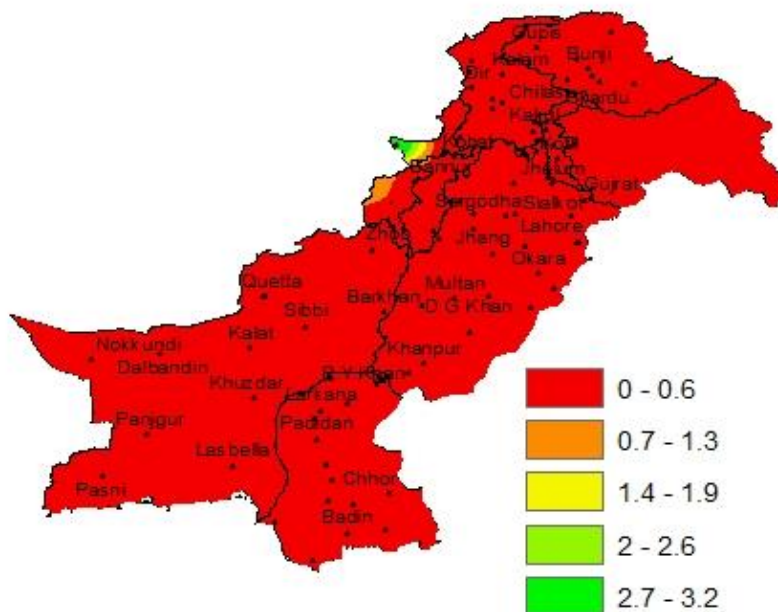 Gupis
Kalam
Bunji
Dir
Chilas
Skardu
Kakul
Kohat
Bannu
Jhelum
Gujrat
Sargodha
Sialkot
Zhob
Jhang
Lahore
Okara
Quetta
Multan
Barkhan
D G Khan
Sibbi
Kalat
Nokkundi
Khanpur
Dalbandin
R Y Khan
Khuzdar
Larkana
Panjgur
Padidan
Lasbella
Chhor
Pasni
Badin
0 - 0.6
0.7 - 1.3
1.4 - 1.9
2 - 2.6
2.7 - 3.2